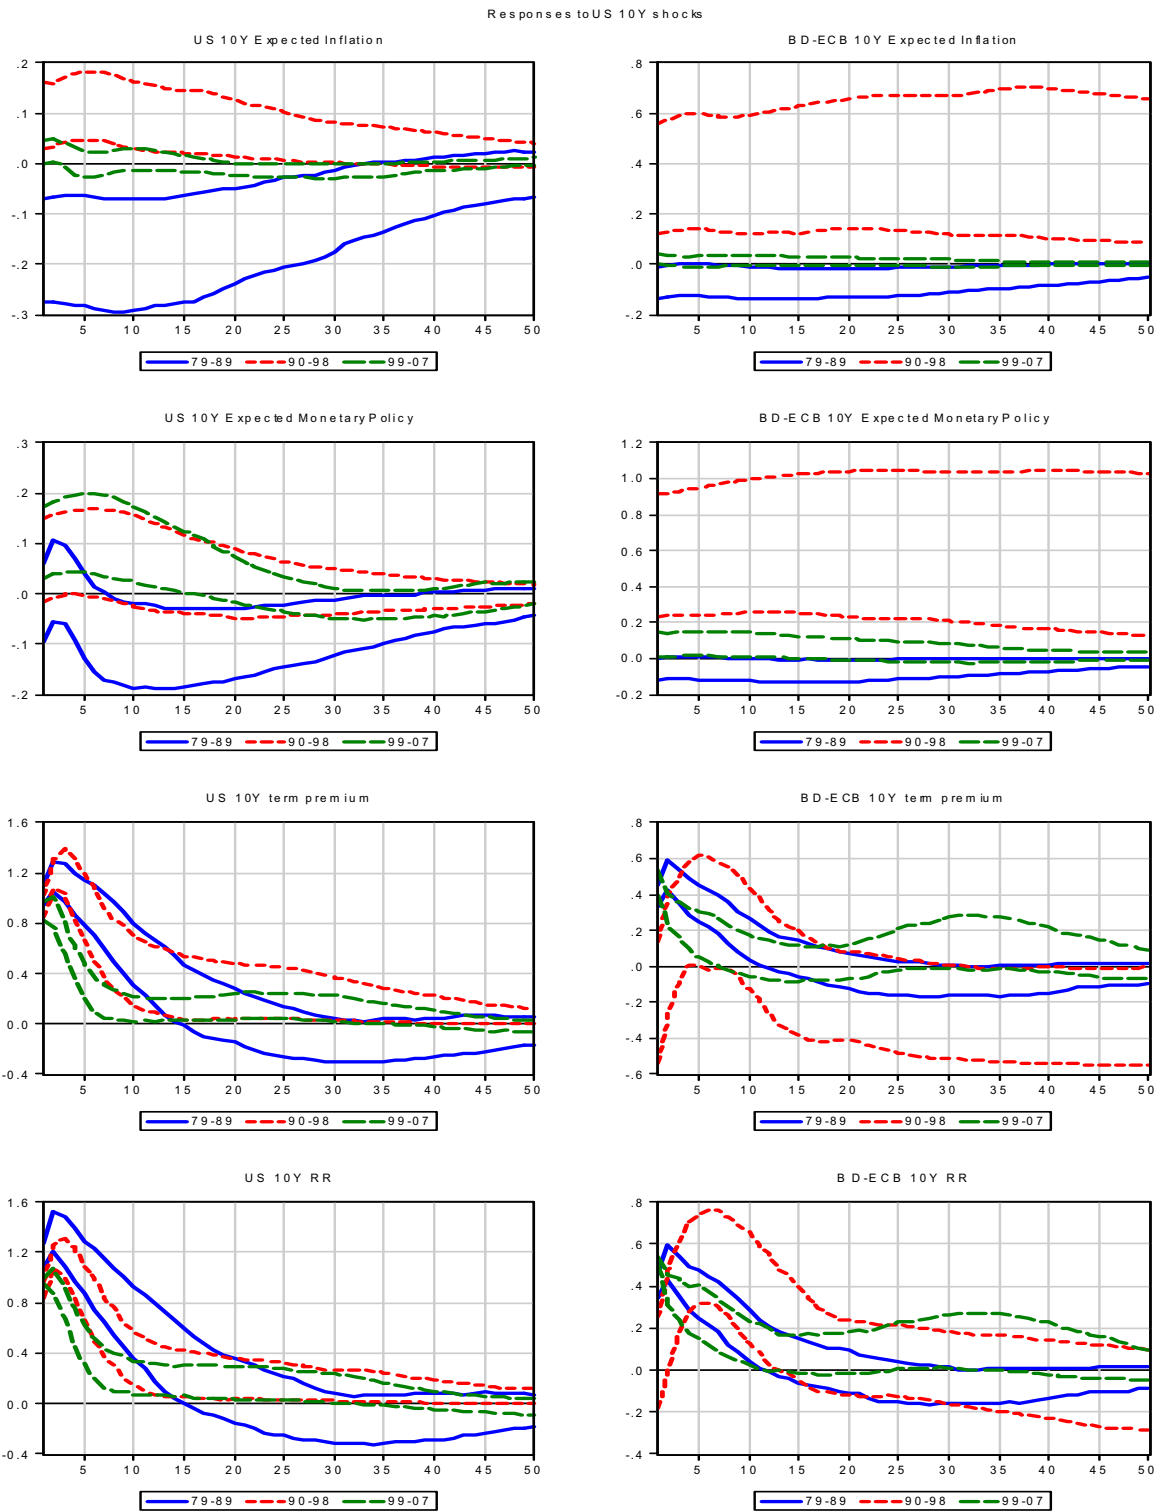 Responses to US 10Y shocks
US 10Y Expected Inflation
BD-ECB 10Y Expected Inflation
.2
.1
.0
-.1
-.2
-.3
5 10 15 20 25 30 35 40 45 50
79-89 90-98 99-07
.8
.6
.4
.2
.0
-.2
5 10 15 20 25 30 35 40 45 50
79-89 90-98 99-07
US 10Y Expected Monetary Policy
BD-ECB 10Y Expected Monetary Policy
.3
.2
.1
.0
-.1
-.2
5 10 15 20 25 30 35 40 45 50
79-89 90-98 99-07
1.2
1.0
0.8
0.6
0.4
0.2
0.0
-0.2
5 10 15 20 25 30 35 40 45 50
79-89 90-98 99-07
US 10Y term premium
BD-ECB 10Y term premium
1.6
1.2
0.8
0.4
0.0
-0.4
5 10 15 20 25 30 35 40 45 50
79-89 90-98 99-07
.8
.6
.4
.2
.0
-.2
-.4
-.6
5 10 15 20 25 30 35 40 45 50
79-89 90-98 99-07
US 10Y RR
BD-ECB 10Y RR
1.6
1.2
0.8
0.4
0.0
-0.4
5 10 15 20 25 30 35 40 45 50
79-89 90-98 99-07
.8
.6
.4
.2
.0
-.2
-.4
5 10 15 20 25 30 35 40 45 50
79-89 90-98 99-07